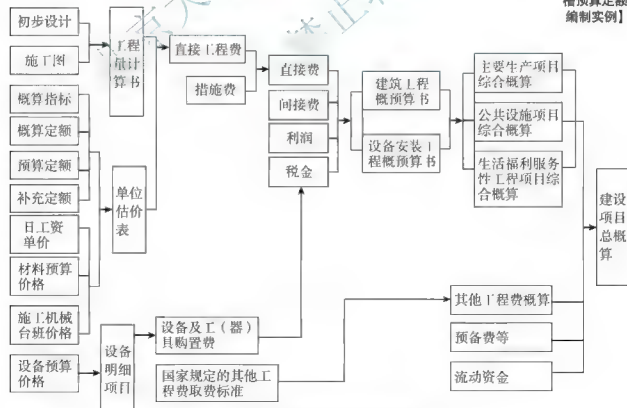 槽预算定额
编制实例】
初步设计
施工图
概算指标
概算定额
预算定额
补充定额
日工资
单价
材料预算
价格
施工机械
台班价格
设备预算
价格
工程
量计
算书
单位
估价
表
设备
明细
项目
直接工程费
措施费
设备及工（器）
具购置费
国家规定的其他工
程费取费标准
直接费
间接费
利润
税金
建筑工程
概预算书
设备安装工
程概预算书
主要生产项目
综合概算
公共设施项目
综合概算
生活福利服务
性工程项目综
合概算
其他工程费概算
预备费等
流动资金
建设
项目
总概
算